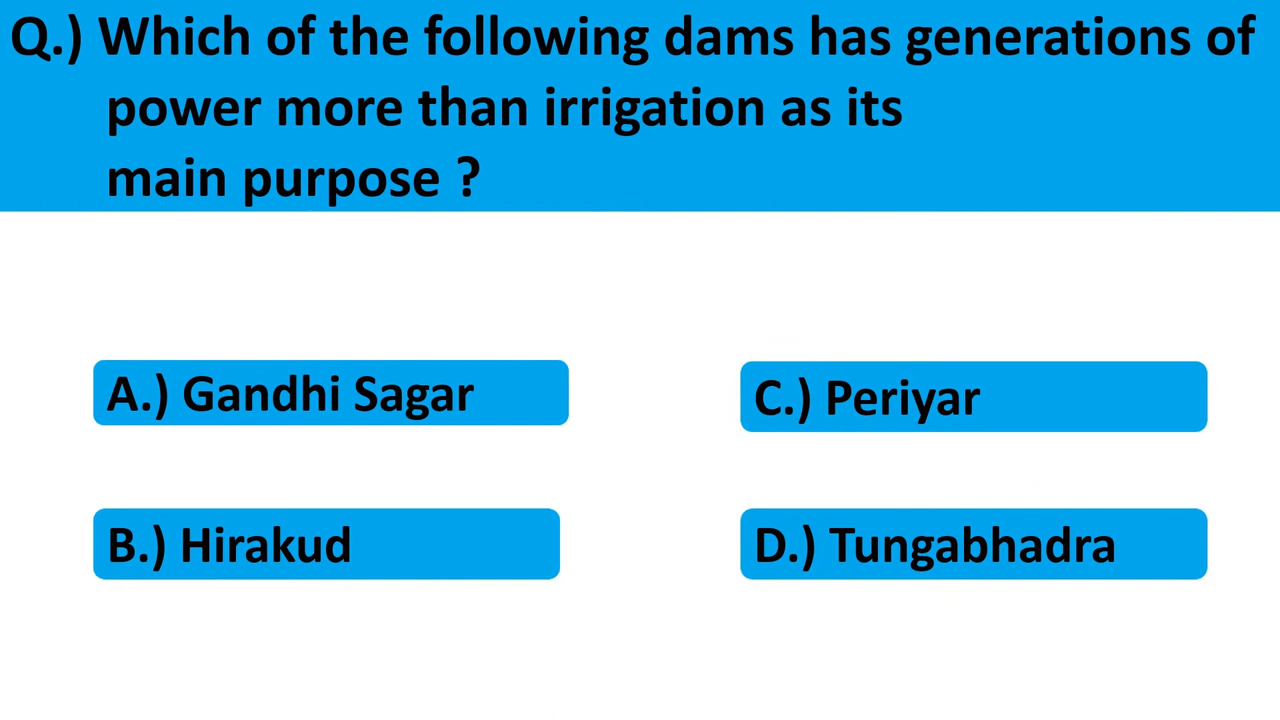 Q.) Which of the following dams has generations of
power more than irrigation as its
main purpose ?
A.) Gandhi Sagar
C.) Periyar
B.) Hirakud
D.) Tungabhadra